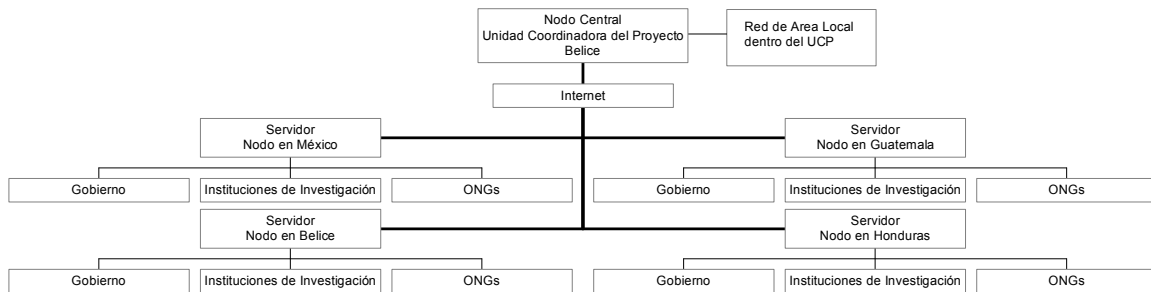 Nodo Central
Unidad Coordinadora del Proyecto
Belice
Red de Area Local
dentro del UCP
Internet
Servidor
Nodo en México
Servidor
Nodo en Guatemala
Gobierno
Instituciones de Investigación
ONGs
Gobierno
Instituciones de Investigación
ONGs
Servidor
Nodo en Belice
Servidor
Nodo en Honduras
Gobierno
Instituciones de Investigación
ONGs
Gobierno
Instituciones de Investigación
ONGs